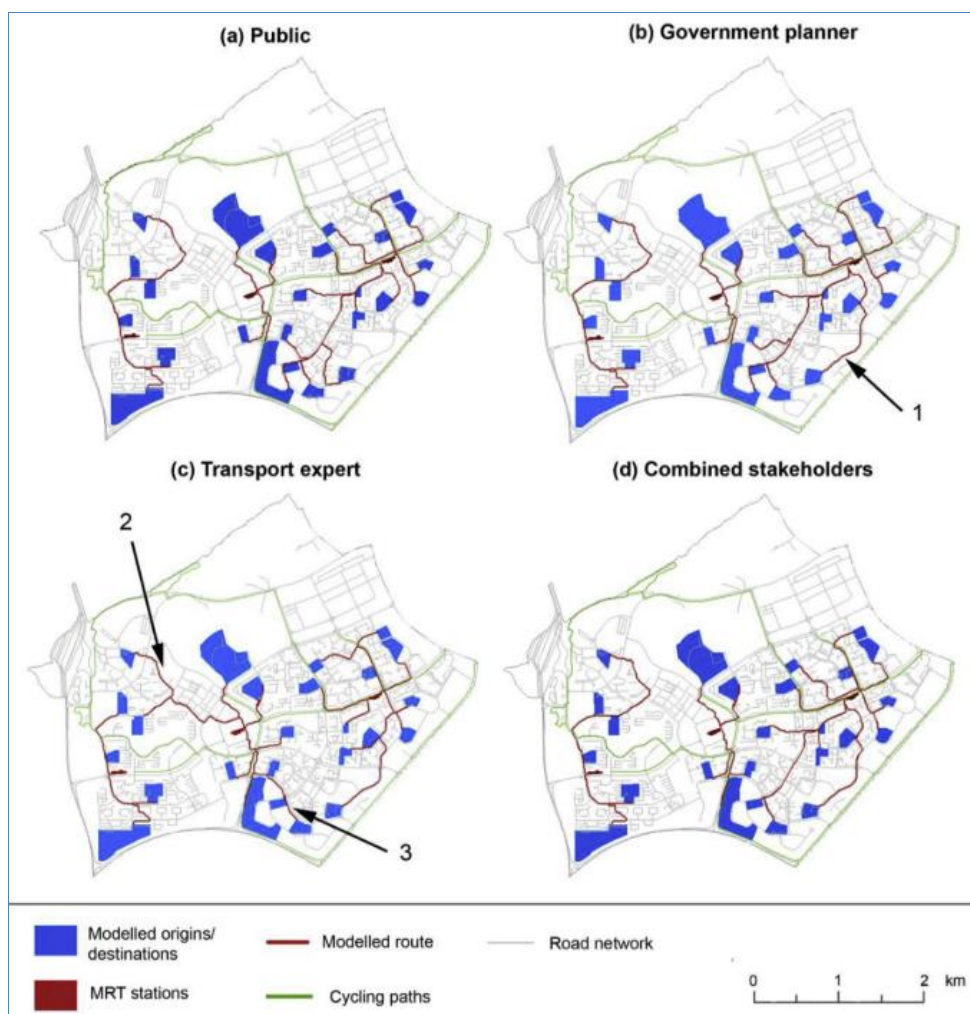 (a) Public
(b) Government planner
1
(c) Transport expert
(d) Combined stakeholders
2
3
Modelled origins/
destinations
Modelled route
Road network
MRT stations
Cycling paths
0 1 2 km